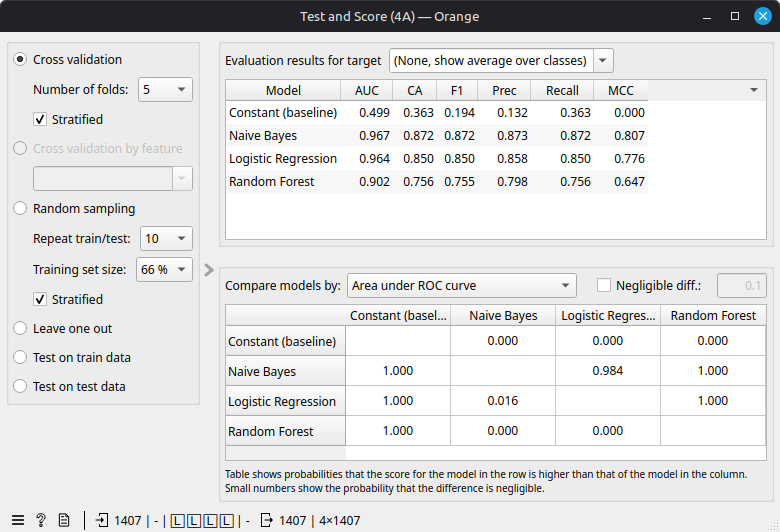 Test and Score (4A) — Orange
Cross validation
Number of folds: 5
Stratified
Cross validation by feature
Random sampling
Repeat train/test: 10
Training set size: 66 %
Stratified
Leave one out
Test on train data
Test on test data
Evaluation results for target (None, show average over classes)
Model AUC CA F1 Prec Recall MCC
Constant (baseline) 0.499 0.363 0.194 0.132 0.363 0.000
Naive Bayes 0.967 0.872 0.872 0.873 0.872 0.807
Logistic Regression 0.964 0.850 0.850 0.858 0.850 0.776
Random Forest 0.902 0.756 0.755 0.798 0.756 0.647
Compare models by: Area under ROC curve Negligible diff.: 0.1
Constant (basel... Naive Bayes Logistic Regres... Random Forest
Constant (baseline) 0.000 0.000 0.000
Naive Bayes 1.000 0.984 1.000
Logistic Regression 1.000 0.016 1.000
Random Forest 1.000 0.000 0.000
Table shows probabilities that the score for the model in the row is higher than that of the model in the column.
Small numbers show the probability that the difference is negligible.
1407 | - | L L L L | - 1407 | 4×1407